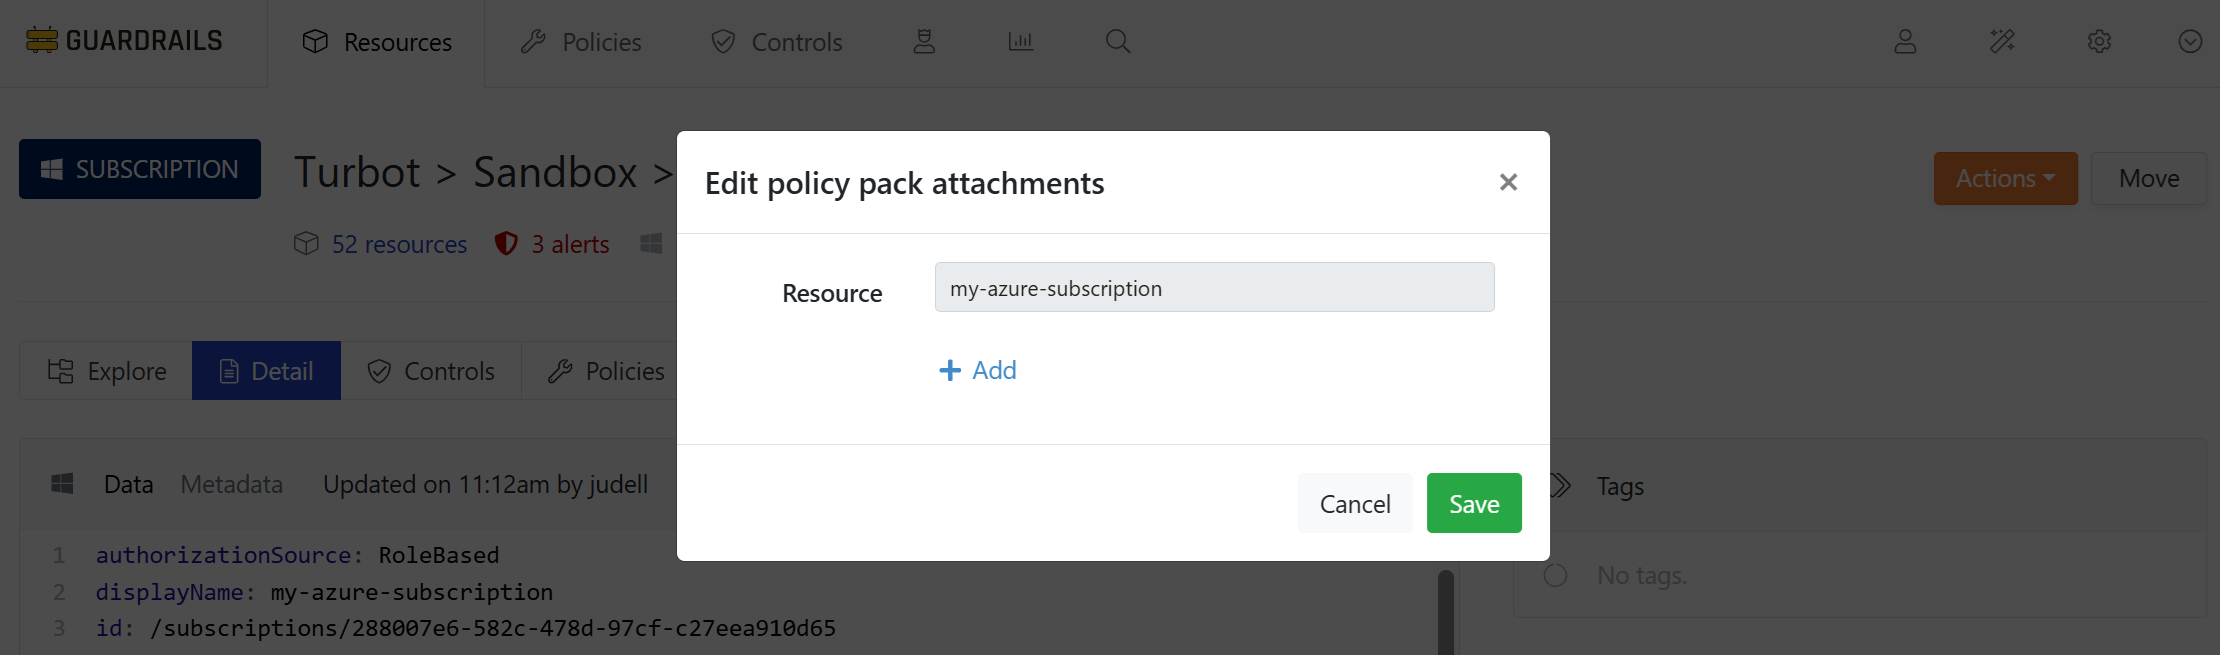 GUARDRAILS
Resources
Policies
Controls
SUBSCRIPTION
Turbot > Sandbox >
Actions
Move
52 resources
3 alerts
Edit policy pack attachments
×
Resource
my-azure-subscription
+ Add
Cancel
Save
Explore
Detail
Controls
Policies
Data
Metadata
Updated on 11:12am by judell
Tags
1 authorizationSource: RoleBased
2 displayName: my-azure-subscription
3 id: /subscriptions/288007e6-582c-478d-97cf-c27eea910d65
No tags.